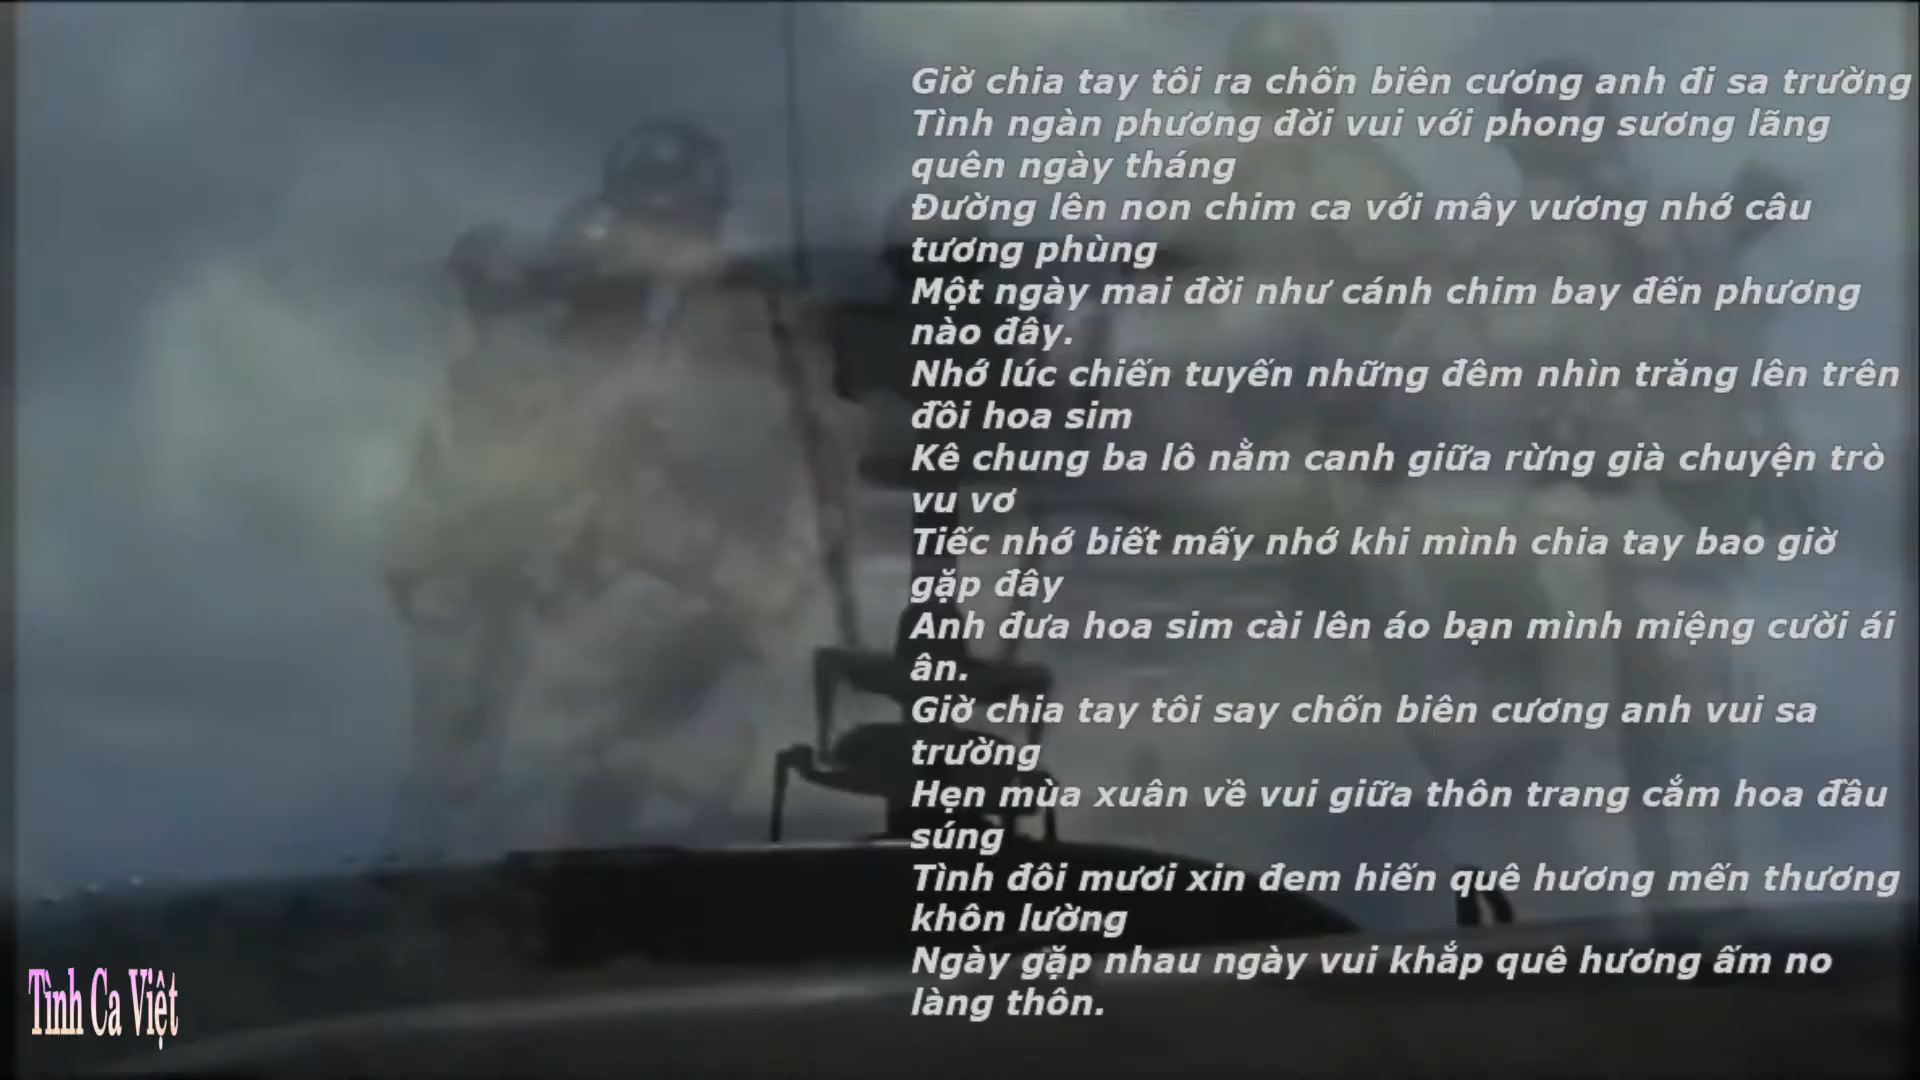 Giờ chia tay tôi ra chốn biên cương anh đi sa trường
Tình ngàn phương đời vui với phong sương lãng
quên ngày tháng
Đường lên non chim ca với mây vương nhớ câu
tương phùng
Một ngày mai đời như cánh chim bay đến phương
nào đây.
Nhớ lúc chiến tuyến những đêm nhìn trăng lên trên
đồi hoa sim
Kê chung ba lô nằm canh giữa rừng già chuyện trò
vu vơ
Tiếc nhớ biết mấy nhớ khi mình chia tay bao giờ
gặp đây
Anh đưa hoa sim cài lên áo bạn mình miệng cười ái
ân.
Giờ chia tay tôi say chốn biên cương anh vui sa
trường
Hẹn mùa xuân về vui giữa thôn trang cắm hoa đầu
súng
Tình đôi mươi xin đem hiến quê hương mến thương
khôn lường
Ngày gặp nhau ngày vui khắp quê hương ấm no
làng thôn.
Tình Ca Việt